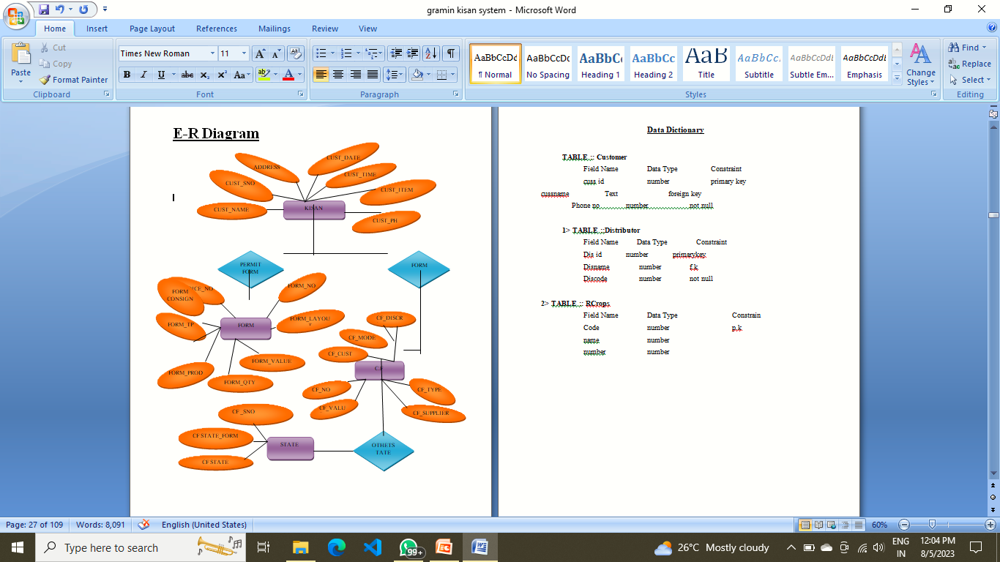 gramin kisan system - Microsoft Word
Home Insert Page Layout References Mailings Review View
Paste
Cut
Copy
Format Painter
Clipboard
Times New Roman 11
Font
Paragraph
AaBbCcDc AaBbCcDc AaBbCc AaBbCc AaB AaBbCc. AaBbCcDdI AaBbCcDdE
¶ Normal No Spacing Heading 1 Heading 2 Title Subtitle Subtle Em... Emphasis
Change Styles
Styles
Find
Replace
Select
Editing
E-R Diagram
CUST_DATE
ADDRESS
CUST_TIME
CUST_SNO
CUST_ITEM
CUST_NAME
KISAN
CUST_PH
PERMIT
FORM
FORM
FORM
CONSIGN
CE_NO
FORM_NO
FORM_TP
FORM
FORM_LAYOU
T
CF_DISCR
CF_MODE
CF_CUST
FORM_VALUE
FORM_PROD
FORM_QTY
CF_NO
CF_TYPE
CF_VALU
CF_SUPPLIER
CF_SNO
CF STATE_FORM
STATE
OTHETS
TATE
CF STATE
Data Dictionary
TABLE :: Customer
Field Name Data Type Constraint
cuss id number primary key
cussname Text foreign key
Phone no number not null
1> TABLE ::Distributor
Field Name Data Type Constraint
Dis id number primarykey
Disname number f.k
Discode number not null
2> TABLE :: RCrops
Field Name Data Type Constrain
Code number p.k
name number
number number
Page: 27 of 109 Words: 8,091 English (United States) 60%
Type here to search
99+
26°C Mostly cloudy
ENG
IN
12:04 PM
8/5/2023